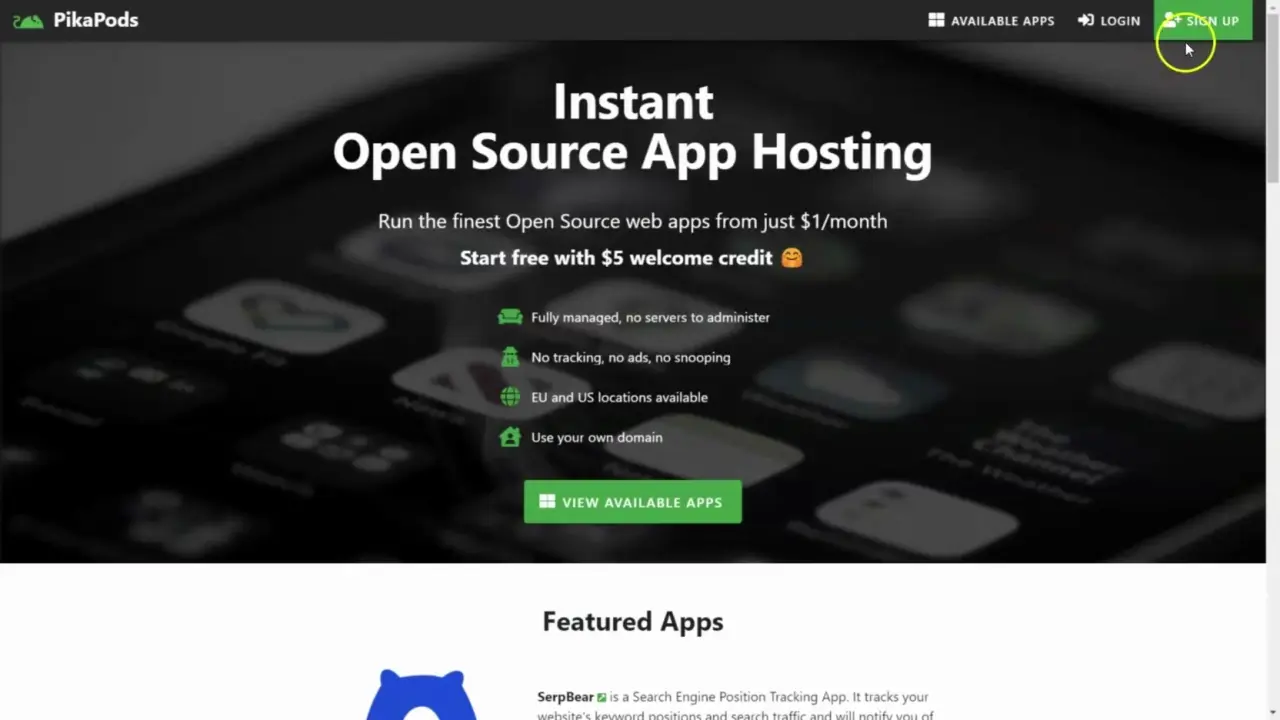 PikaPods
AVAILABLE APPS
LOGIN
SIGN UP
Instant
Open Source App Hosting
Run the finest Open Source web apps from just $1/month
Start free with $5 welcome credit 🤗
Fully managed, no servers to administer
No tracking, no ads, no snooping
EU and US locations available
Use your own domain
VIEW AVAILABLE APPS
Featured Apps
SerpBear is a Search Engine Position Tracking App. It tracks your
website's keyword positions and search traffic and will notify you of
The Weather